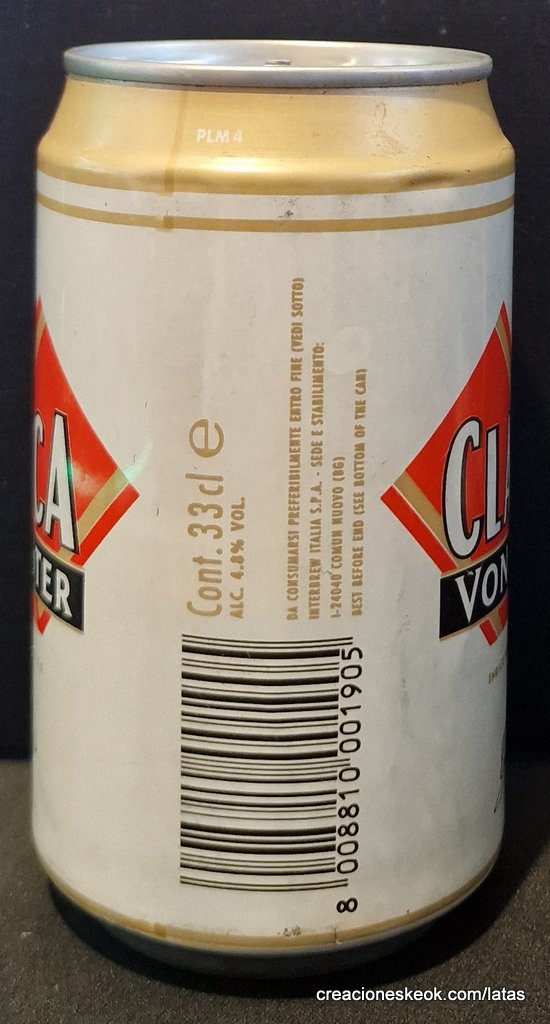 PLM 4
CA
TER
Cont. 33 cl e
ALC. 4.8% VOL.
DA CONSUMARSI PREFERIBILMENTE ENTRO FINE (VEDI SOTTO)
INTERBREW ITALIA S.P.A. - SEDE E STABILIMENTO:
I-24040 COMUN NUOVO (BG)
BEST BEFORE END (SEE BOTTOM OF THE CAN)
8 008810 001905
CLA
VON
creacioneskeok.com/latas